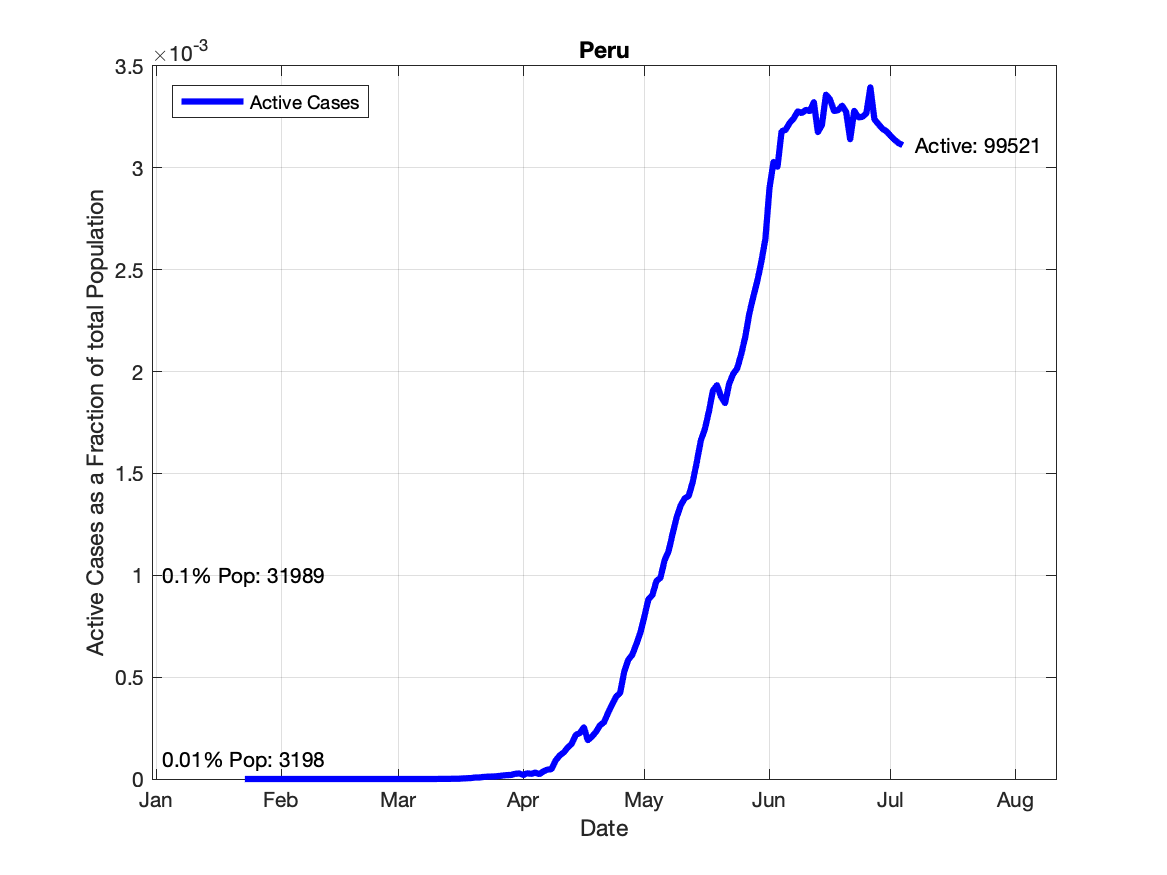 Peru
×10-3
3.5
3
2.5
2
1.5
1
0.5
0
Active Cases as a Fraction of total Population
Active Cases
Active: 99521
0.1% Pop: 31989
0.01% Pop: 3198
Jan Feb Mar Apr May Jun Jul Aug
Date